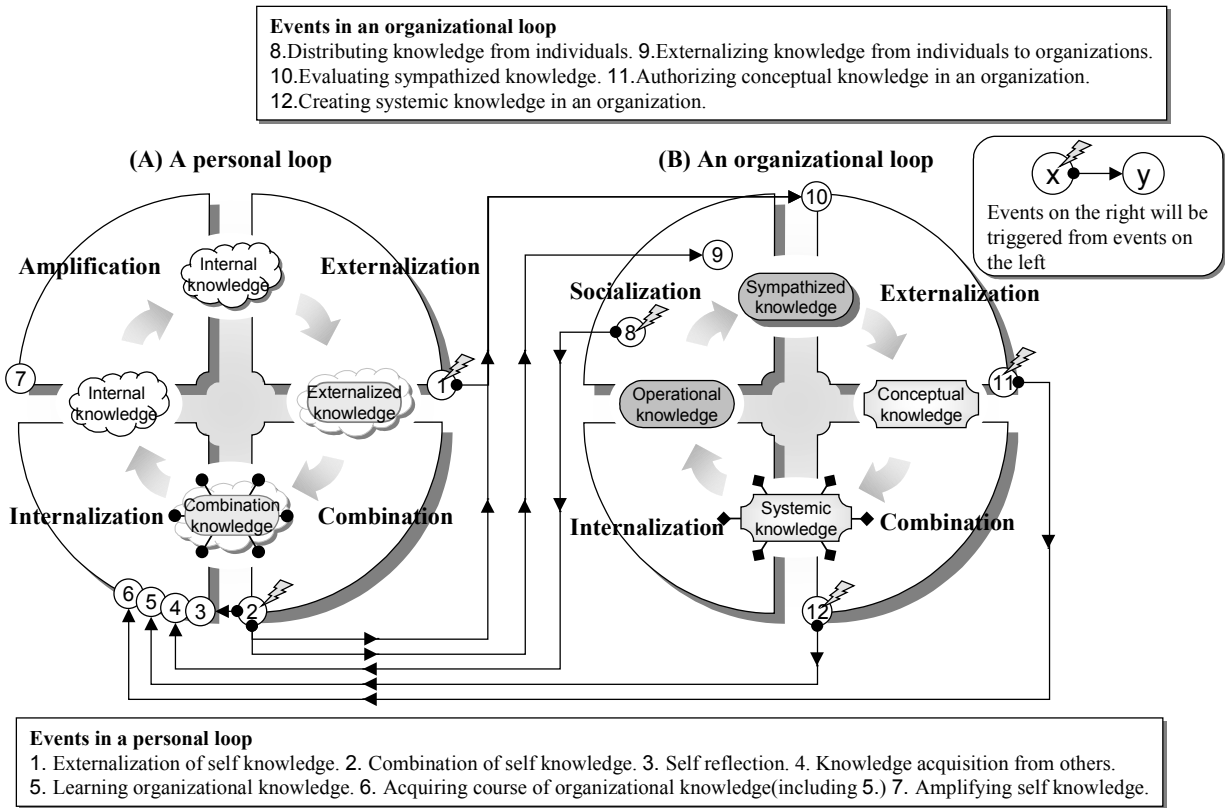 Events in an organizational loop
8.Distributing knowledge from individuals. 9.Externalizing knowledge from individuals to organizations.
10.Evaluating sympathized knowledge. 11.Authorizing conceptual knowledge in an organization.
12.Creating systemic knowledge in an organization.
(A) A personal loop
(B) An organizational loop
x
y
Events on the right will be
triggered from events on
the left
Amplification
Internal
knowledge
Externalization
7
Internal
knowledge
Externalized
knowledge
1
Internalization
Combination
knowledge
Combination
6
5
4
3
2
10
9
Socialization
Sympathized
knowledge
Externalization
8
Operational
knowledge
Conceptual
knowledge
11
Internalization
Systemic
knowledge
Combination
12
Events in a personal loop
1. Externalization of self knowledge. 2. Combination of self knowledge. 3. Self reflection. 4. Knowledge acquisition from others.
5. Learning organizational knowledge. 6. Acquiring course of organizational knowledge(including 5.) 7. Amplifying self knowledge.